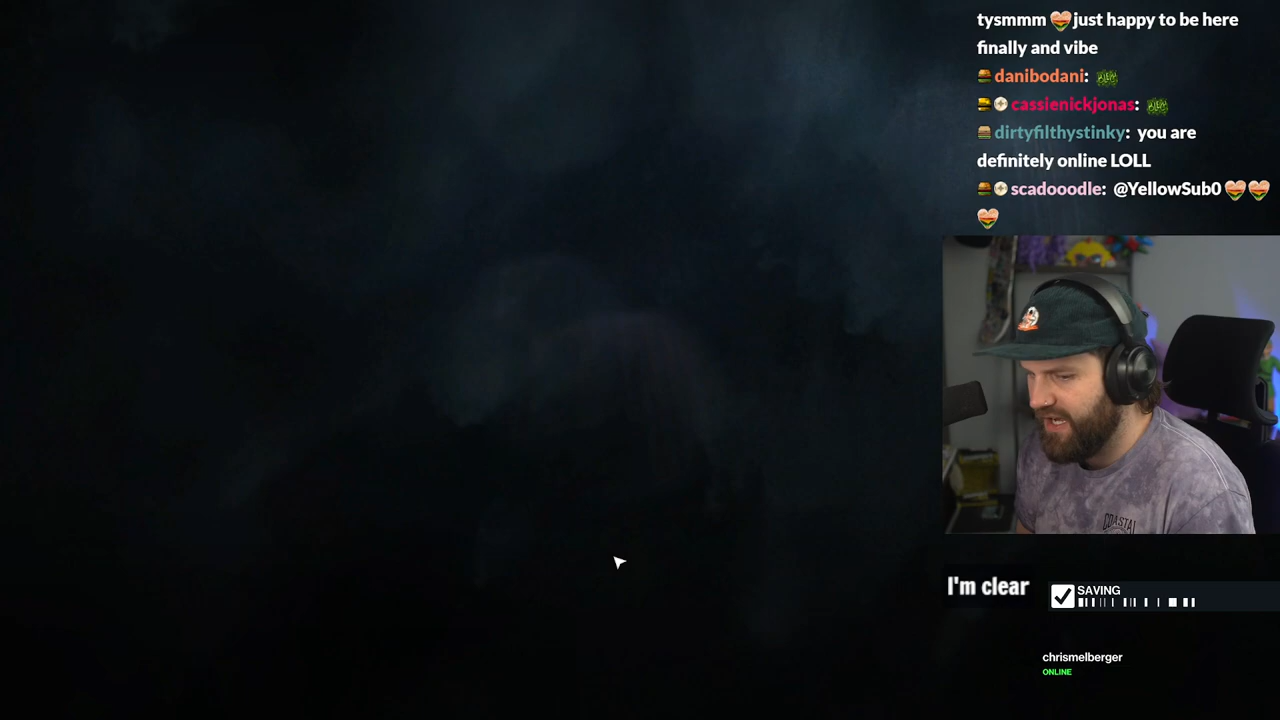 tysmmm just happy to be here
finally and vibe
danibodani:
cassienickjonas:
dirtyfilthystinky: you are
definitely online LOLL
scadooodle: @YellowSub0
COASTAL
I'm clear
SAVING
chrismelberger
ONLINE